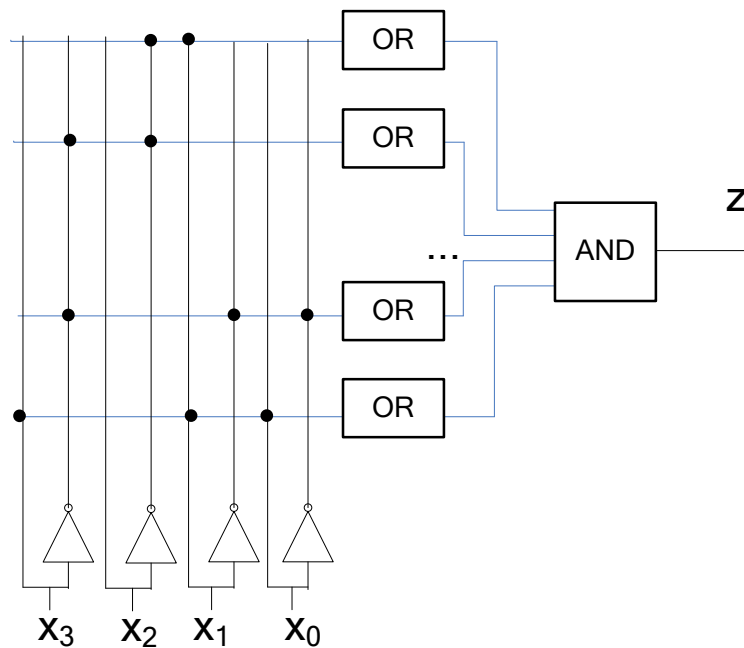 OR
OR
z
AND
...
OR
OR
x3 x2 x1 x0